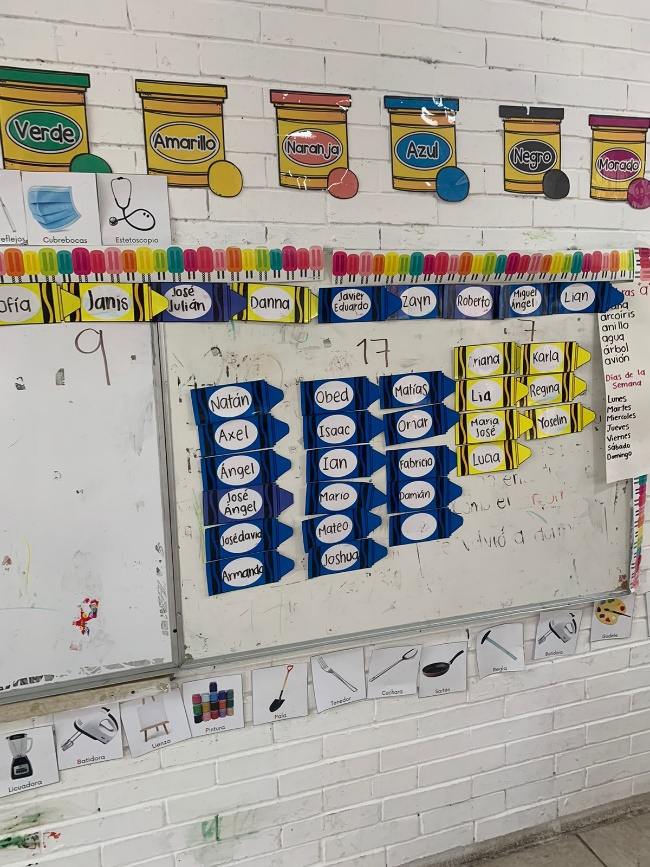 Verde
Amarillo
Naranja
Azul
Negro
Morado
Cubrebocas
Estetoscopio
Janis
José Julián
Danna
Javier Eduardo
Zayn
Roberto
Miguel Ángel
Lian
9
17
7
Natán
Axel
Ángel
José Ángel
Josédavid
Armando
Obed
Isaac
Ian
Mario
Mateo
Joshua
Matías
Omar
Fabricio
Damián
Karla
Lía
Regina
María José
Yoselin
Lucía
arcoíris
anillo
agua
árbol
avión
Días de la
Semana
Lunes
Martes
Miercoles
Jueves
Viernes
Sábado
Domingo
Licuadora
Batidora
Lienzo
Pintura
Pala
Tenedor
Cuchara
Sartén